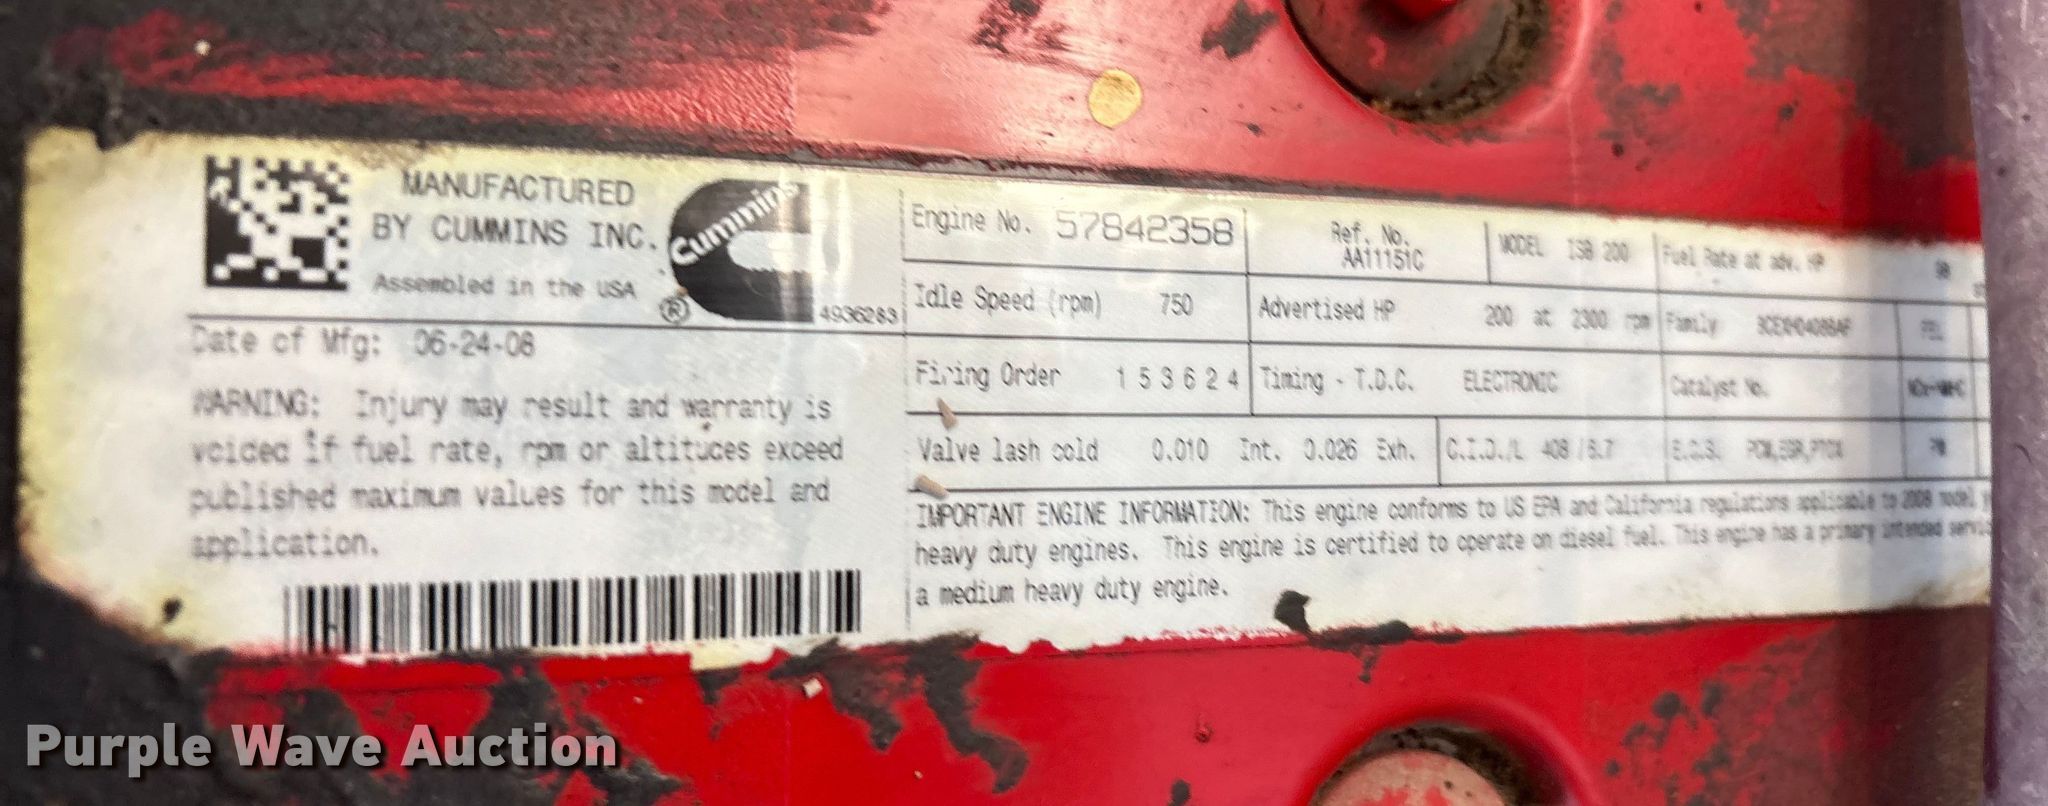 MANUFACTURED
BY CUMMINS INC.
Assembled in the USA
Cummins
®
4936283
Date of Mfg: 06-24-08
WARNING: Injury may result and warranty is
voided if fuel rate, rpm or altitudes exceed
published maximum values for this model and
application.
Engine No. 57842358
Ref. No.
AA11151C
MODEL ISB 200
Fuel Rate at adv. HP
Idle Speed (rpm) 750
Advertised HP 200 at 2300 rpm
Family
FEL
Firing Order 1 5 3 6 2 4
Timing - T.D.C. ELECTRONIC
Catalyst No.
Valve lash cold 0.010 Int. 0.026 Exh.
C.I.D./L 408 / 6.7
E.C.S.
IMPORTANT ENGINE INFORMATION: This engine conforms to US EPA and California regulations applicable to 2008 model
heavy duty engines. This engine is certified to operate on diesel fuel. This engine has a primary intended
a medium heavy duty engine.
Purple Wave Auction